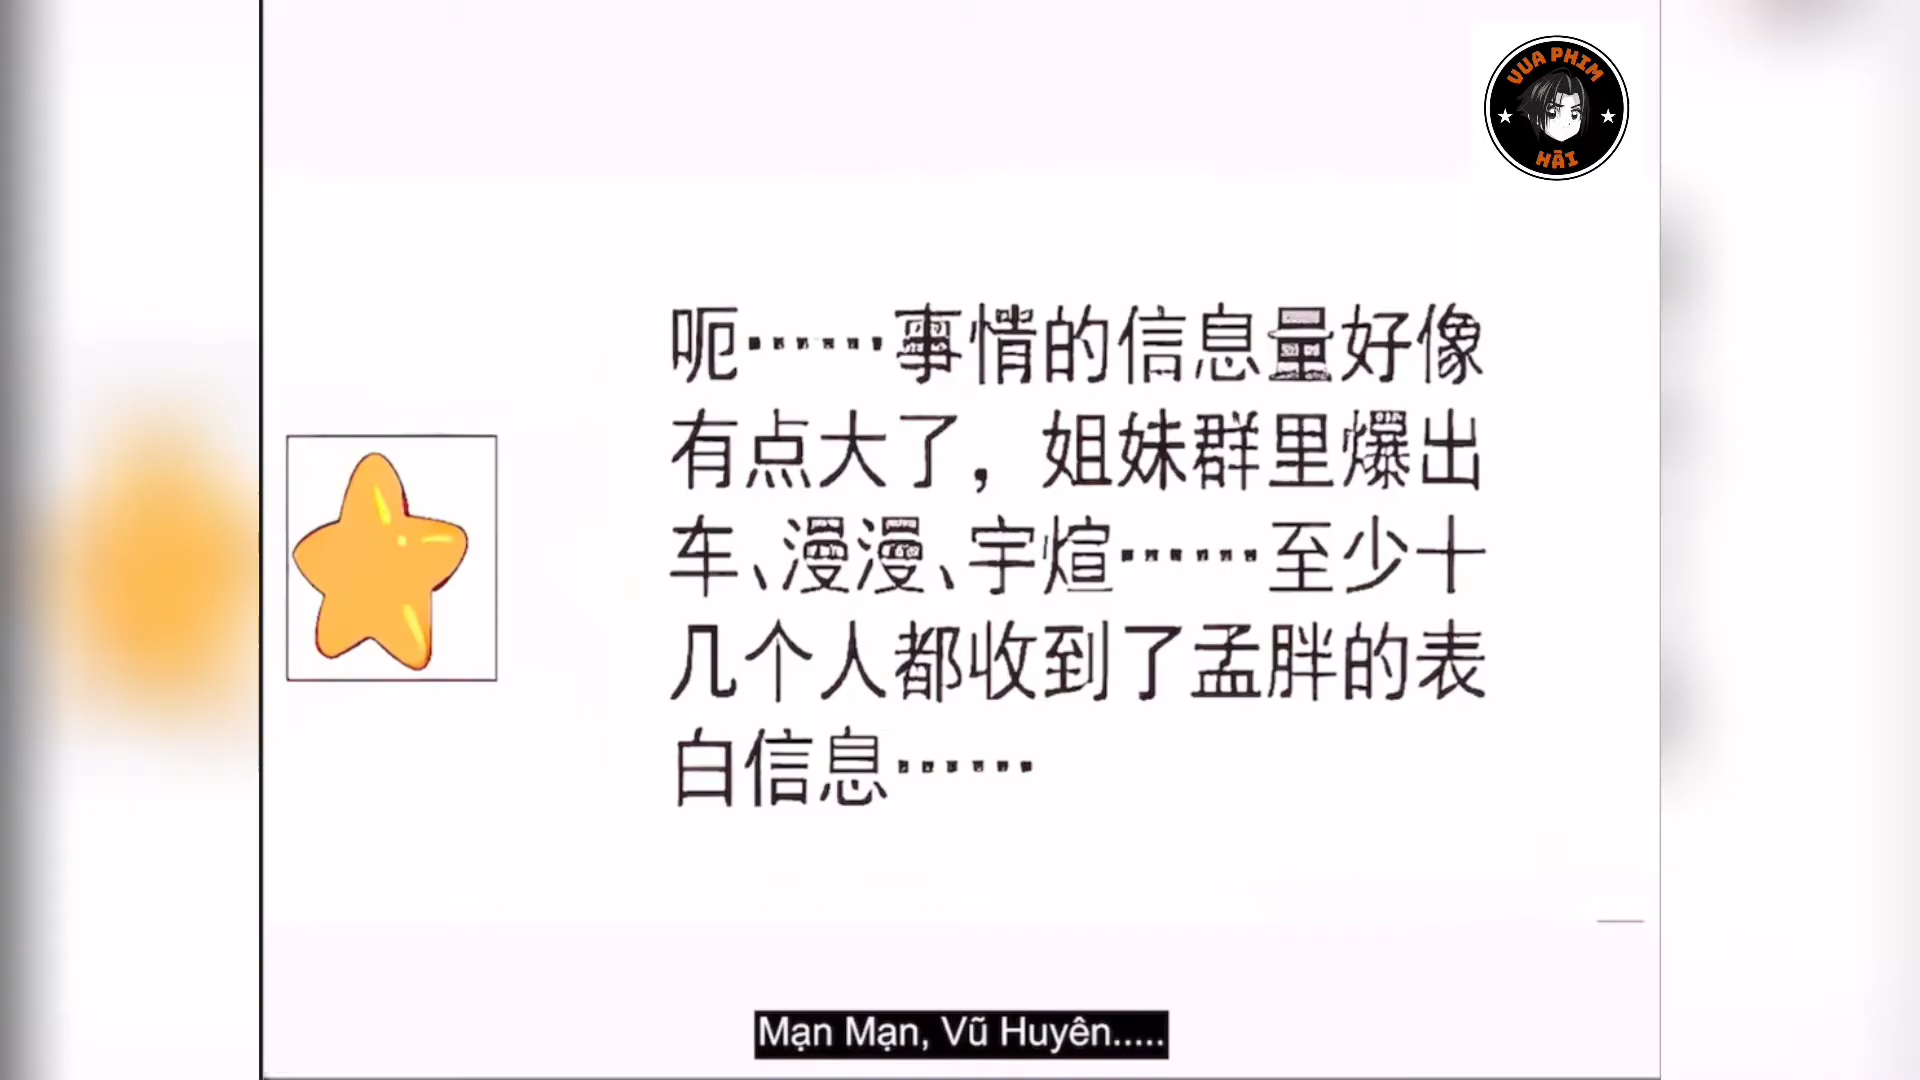 VUA PHIM
HÀI
呃……事情的信息量好像
有点大了，姐妹群里爆出
车、漫漫、宇煊……至少十
几个人都收到了孟胖的表
白信息……
Mạn Mạn, Vũ Huyên.....